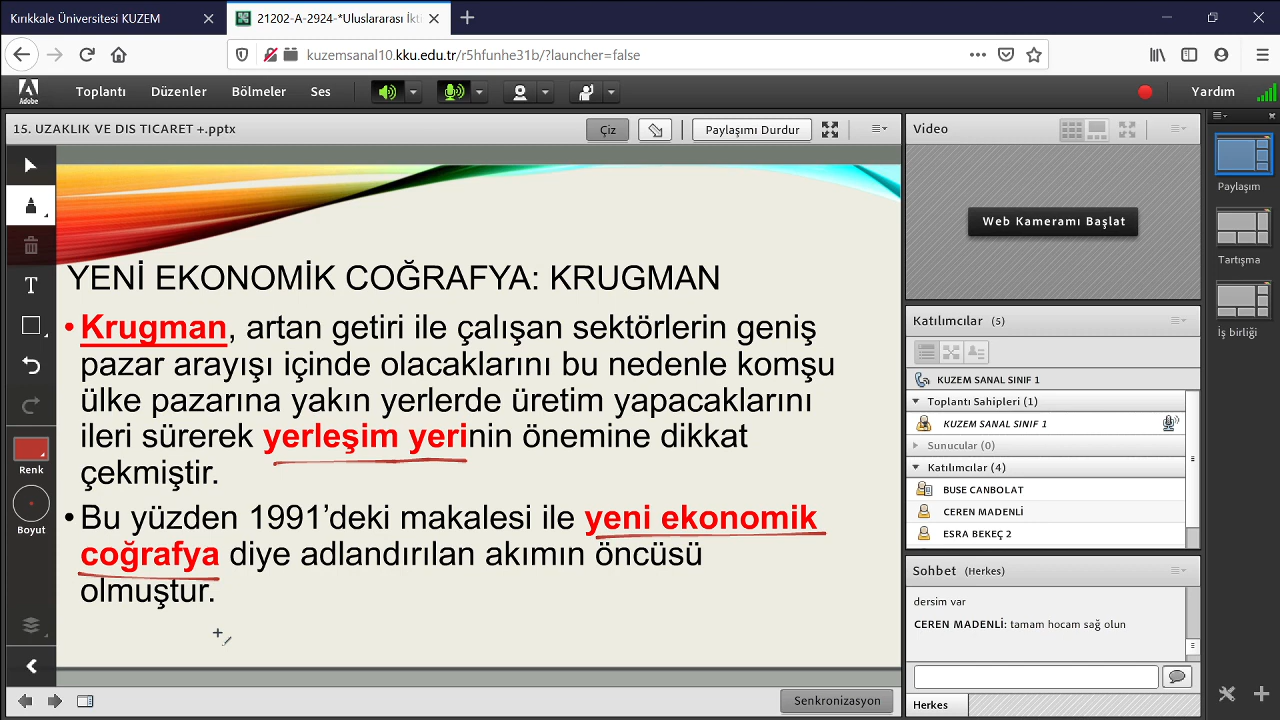 Kırıkkale Üniversitesi KUZEM
21202-A-2924-*Uluslararası İkti
kuzemsanal10.kku.edu.tr/r5hfunhe31b/?launcher=false
Adobe
Toplantı Düzenler Bölmeler Ses
Yardım
15. UZAKLIK VE DIS TICARET +.pptx
Çiz
Paylaşımı Durdur
YENİ EKONOMİK COĞRAFYA: KRUGMAN
• Krugman, artan getiri ile çalışan sektörlerin geniş
pazar arayışı içinde olacaklarını bu nedenle komşu
ülke pazarına yakın yerlerde üretim yapacaklarını
ileri sürerek yerleşim yerinin önemine dikkat
çekmiştir.
• Bu yüzden 1991’deki makalesi ile yeni ekonomik
coğrafya diye adlandırılan akımın öncüsü
olmuştur.
T
Renk
Boyut
Senkronizasyon
Video
Web Kameramı Başlat
Katılımcılar (5)
KUZEM SANAL SINIF 1
Toplantı Sahipleri (1)
KUZEM SANAL SINIF 1
Sunucular (0)
Katılımcılar (4)
BUSE CANBOLAT
CEREN MADENLİ
ESRA BEKEÇ 2
Sohbet (Herkes)
dersim var
CEREN MADENLİ: tamam hocam sağ olun
Herkes
Paylaşım
Tartışma
İş birliği